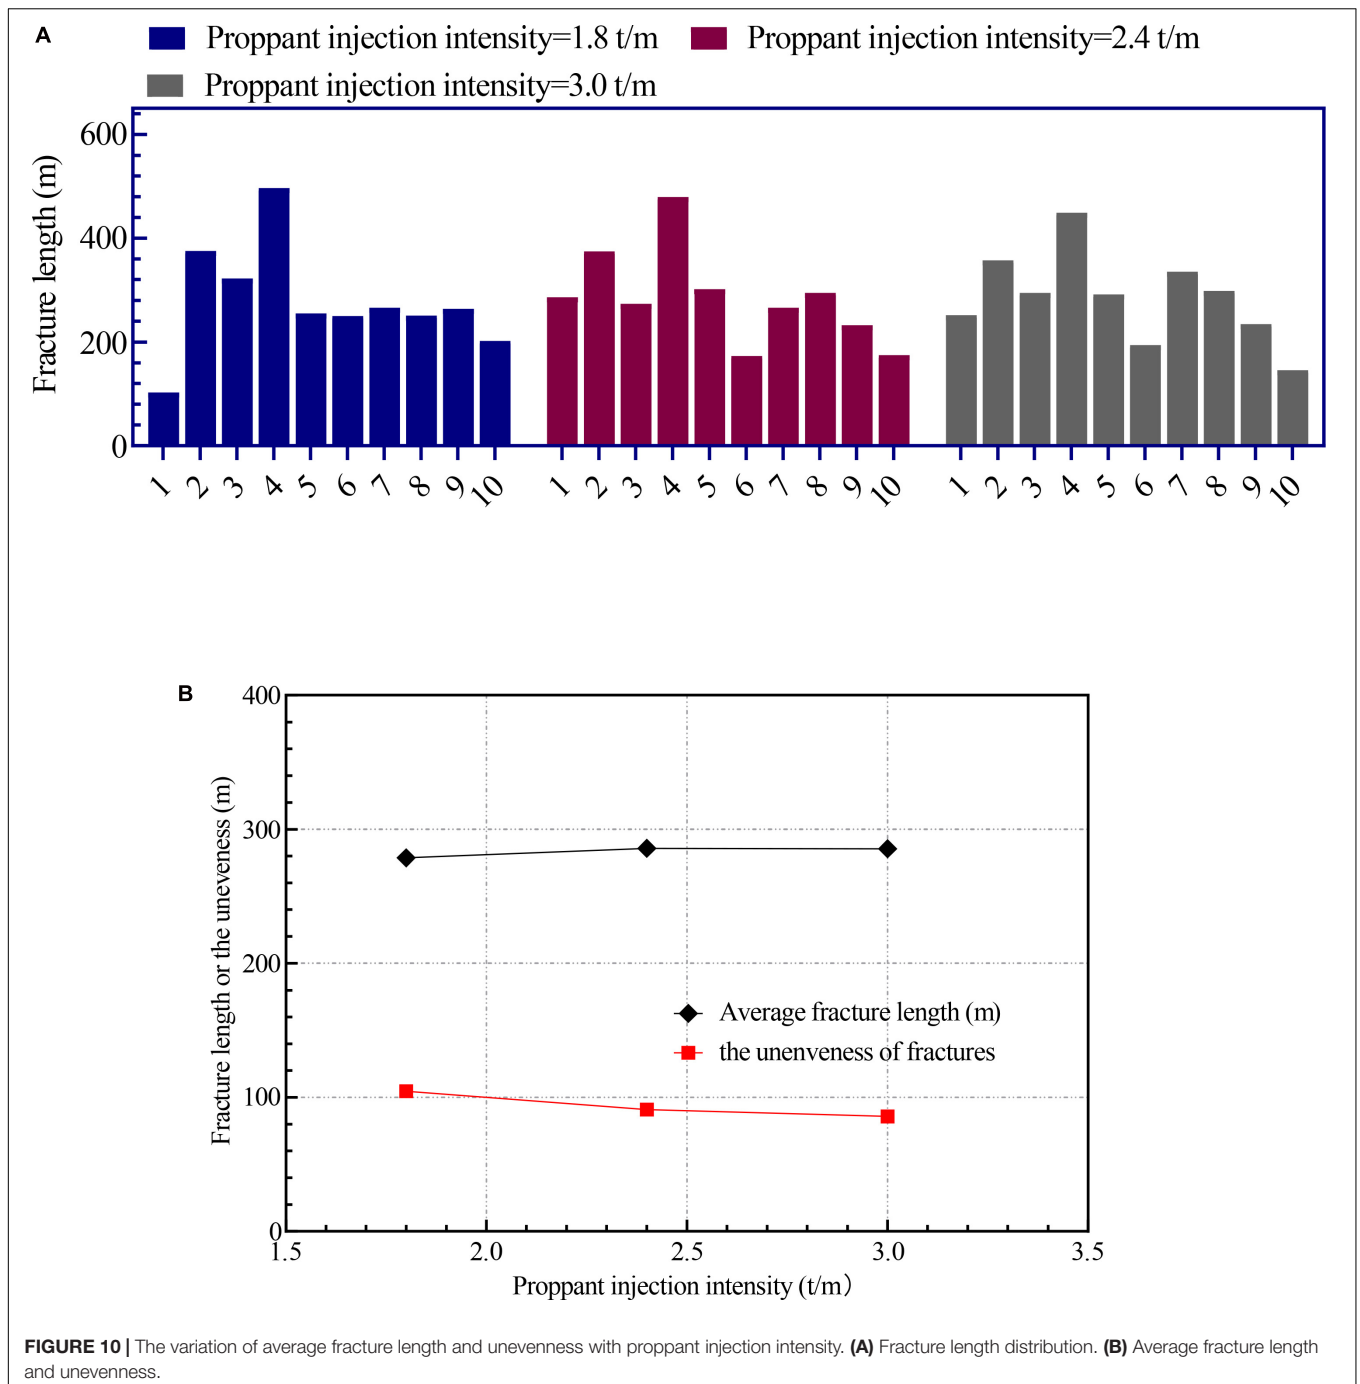 A
Proppant injection intensity=1.8 t/m Proppant injection intensity=2.4 t/m
Proppant injection intensity=3.0 t/m
Fracture length (m)
600
400
200
0
1 2 3 4 5 6 7 8 9 10 1 2 3 4 5 6 7 8 9 10 1 2 3 4 5 6 7 8 9 10
B
Fracture length or the uneveness (m)
400
300
200
100
0
Average fracture length (m)
the unenveness of fractures
1.5 2.0 2.5 3.0 3.5
Proppant injection intensity (t/m)
FIGURE 10 | The variation of average fracture length and unevenness with proppant injection intensity. (A) Fracture length distribution. (B) Average fracture length
and unevenness.